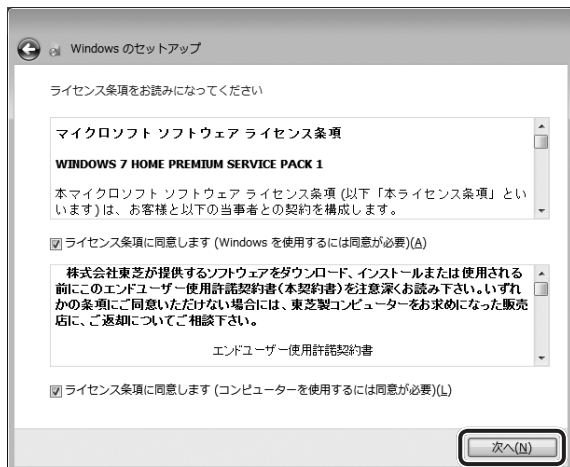 Windows のセットアップ
ライセンス条項をお読みになってください
マイクロソフト ソフトウェア ライセンス条項
WINDOWS 7 HOME PREMIUM SERVICE PACK 1
本マイクロソフト ソフトウェア ライセンス条項 (以下「本ライセンス条項」とい
います) は、お客様と以下の当事者との契約を構成します。
ライセンス条項に同意します (Windows を使用するには同意が必要)(A)
株式会社東芝が提供するソフトウェアをダウンロード、インストールまたは使用される
前にこのエンドユーザー使用許諾契約書(本契約書)を注意深くお読み下さい。いずれ
かの条項にご同意いただけない場合には、東芝製コンピューターをお求めになった販売
店に、ご返却についてご相談下さい。
エンドユーザー使用許諾契約書
ライセンス条項に同意します (コンピューターを使用するには同意が必要)(L)
次へ(N)